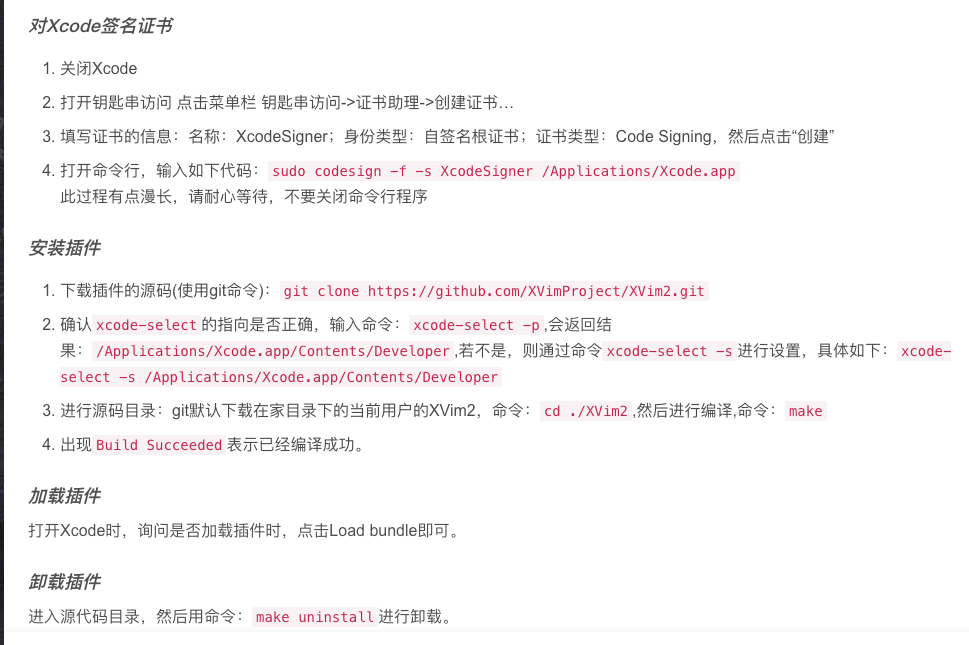 对Xcode签名证书
1. 关闭Xcode
2. 打开钥匙串访问 点击菜单栏 钥匙串访问->证书助理->创建证书…
3. 填写证书的信息：名称：XcodeSigner；身份类型：自签名根证书；证书类型：Code Signing，然后点击“创建”
4. 打开命令行，输入如下代码： sudo codesign -f -s XcodeSigner /Applications/Xcode.app
此过程有点漫长，请耐心等待，不要关闭命令行程序
安装插件
1. 下载插件的源码(使用git命令)： git clone https://github.com/XVimProject/XVim2.git
2. 确认 xcode-select 的指向是否正确，输入命令： xcode-select -p ,会返回结
果： /Applications/Xcode.app/Contents/Developer ,若不是，则通过命令 xcode-select -s 进行设置，具体如下： xcode-
select -s /Applications/Xcode.app/Contents/Developer
3. 进行源码目录：git默认下载在家目录下的当前用户的XVim2，命令： cd ./XVim2 ,然后进行编译,命令： make
4. 出现 Build Succeeded 表示已经编译成功。
加载插件
打开Xcode时，询问是否加载插件时，点击Load bundle即可。
卸载插件
进入源代码目录，然后用命令： make uninstall 进行卸载。